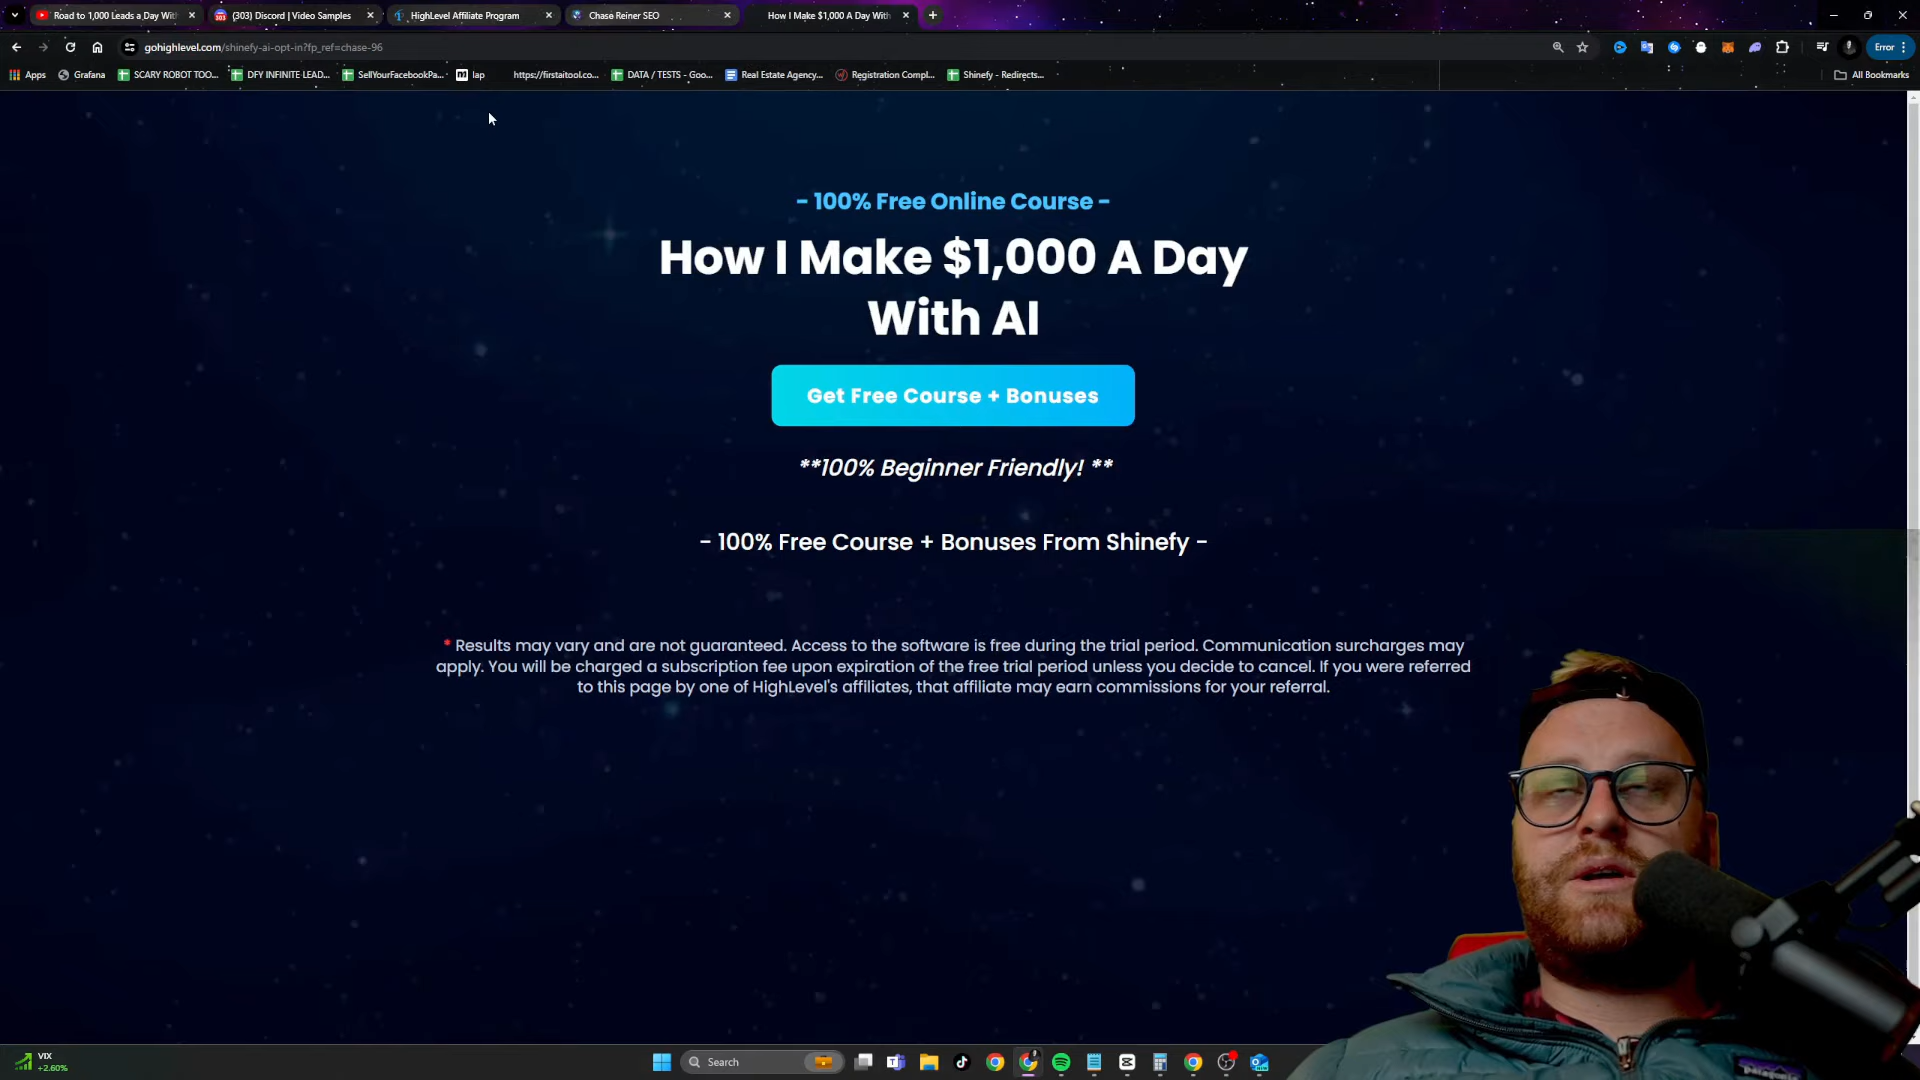 Road to 1,000 Leads a Day Wit
(303) Discord | Video Samples
HighLevel Affiliate Program
Chase Reiner SEO
How I Make $1,000 A Day With
gohighlevel.com/shinefy-ai-opt-in?fp_ref=chase-96
Error
Apps
Grafana
SCARY ROBOT TOO...
DFY INFINITE LEAD...
SellYourFacebookPa...
lap
https://firstaitool.co...
DATA / TESTS - Goo...
Real Estate Agency...
Registration Compl...
Shinefy - Redirects...
All Bookmarks
- 100% Free Online Course -
How I Make $1,000 A Day
With AI
Get Free Course + Bonuses
**100% Beginner Friendly! **
- 100% Free Course + Bonuses From Shinefy -
* Results may vary and are not guaranteed. Access to the software is free during the trial period. Communication surcharges may
apply. You will be charged a subscription fee upon expiration of the free trial period unless you decide to cancel. If you were referred
to this page by one of HighLevel's affiliates, that affiliate may earn commissions for your referral.
VIX
+2.60%
Search
patagonia